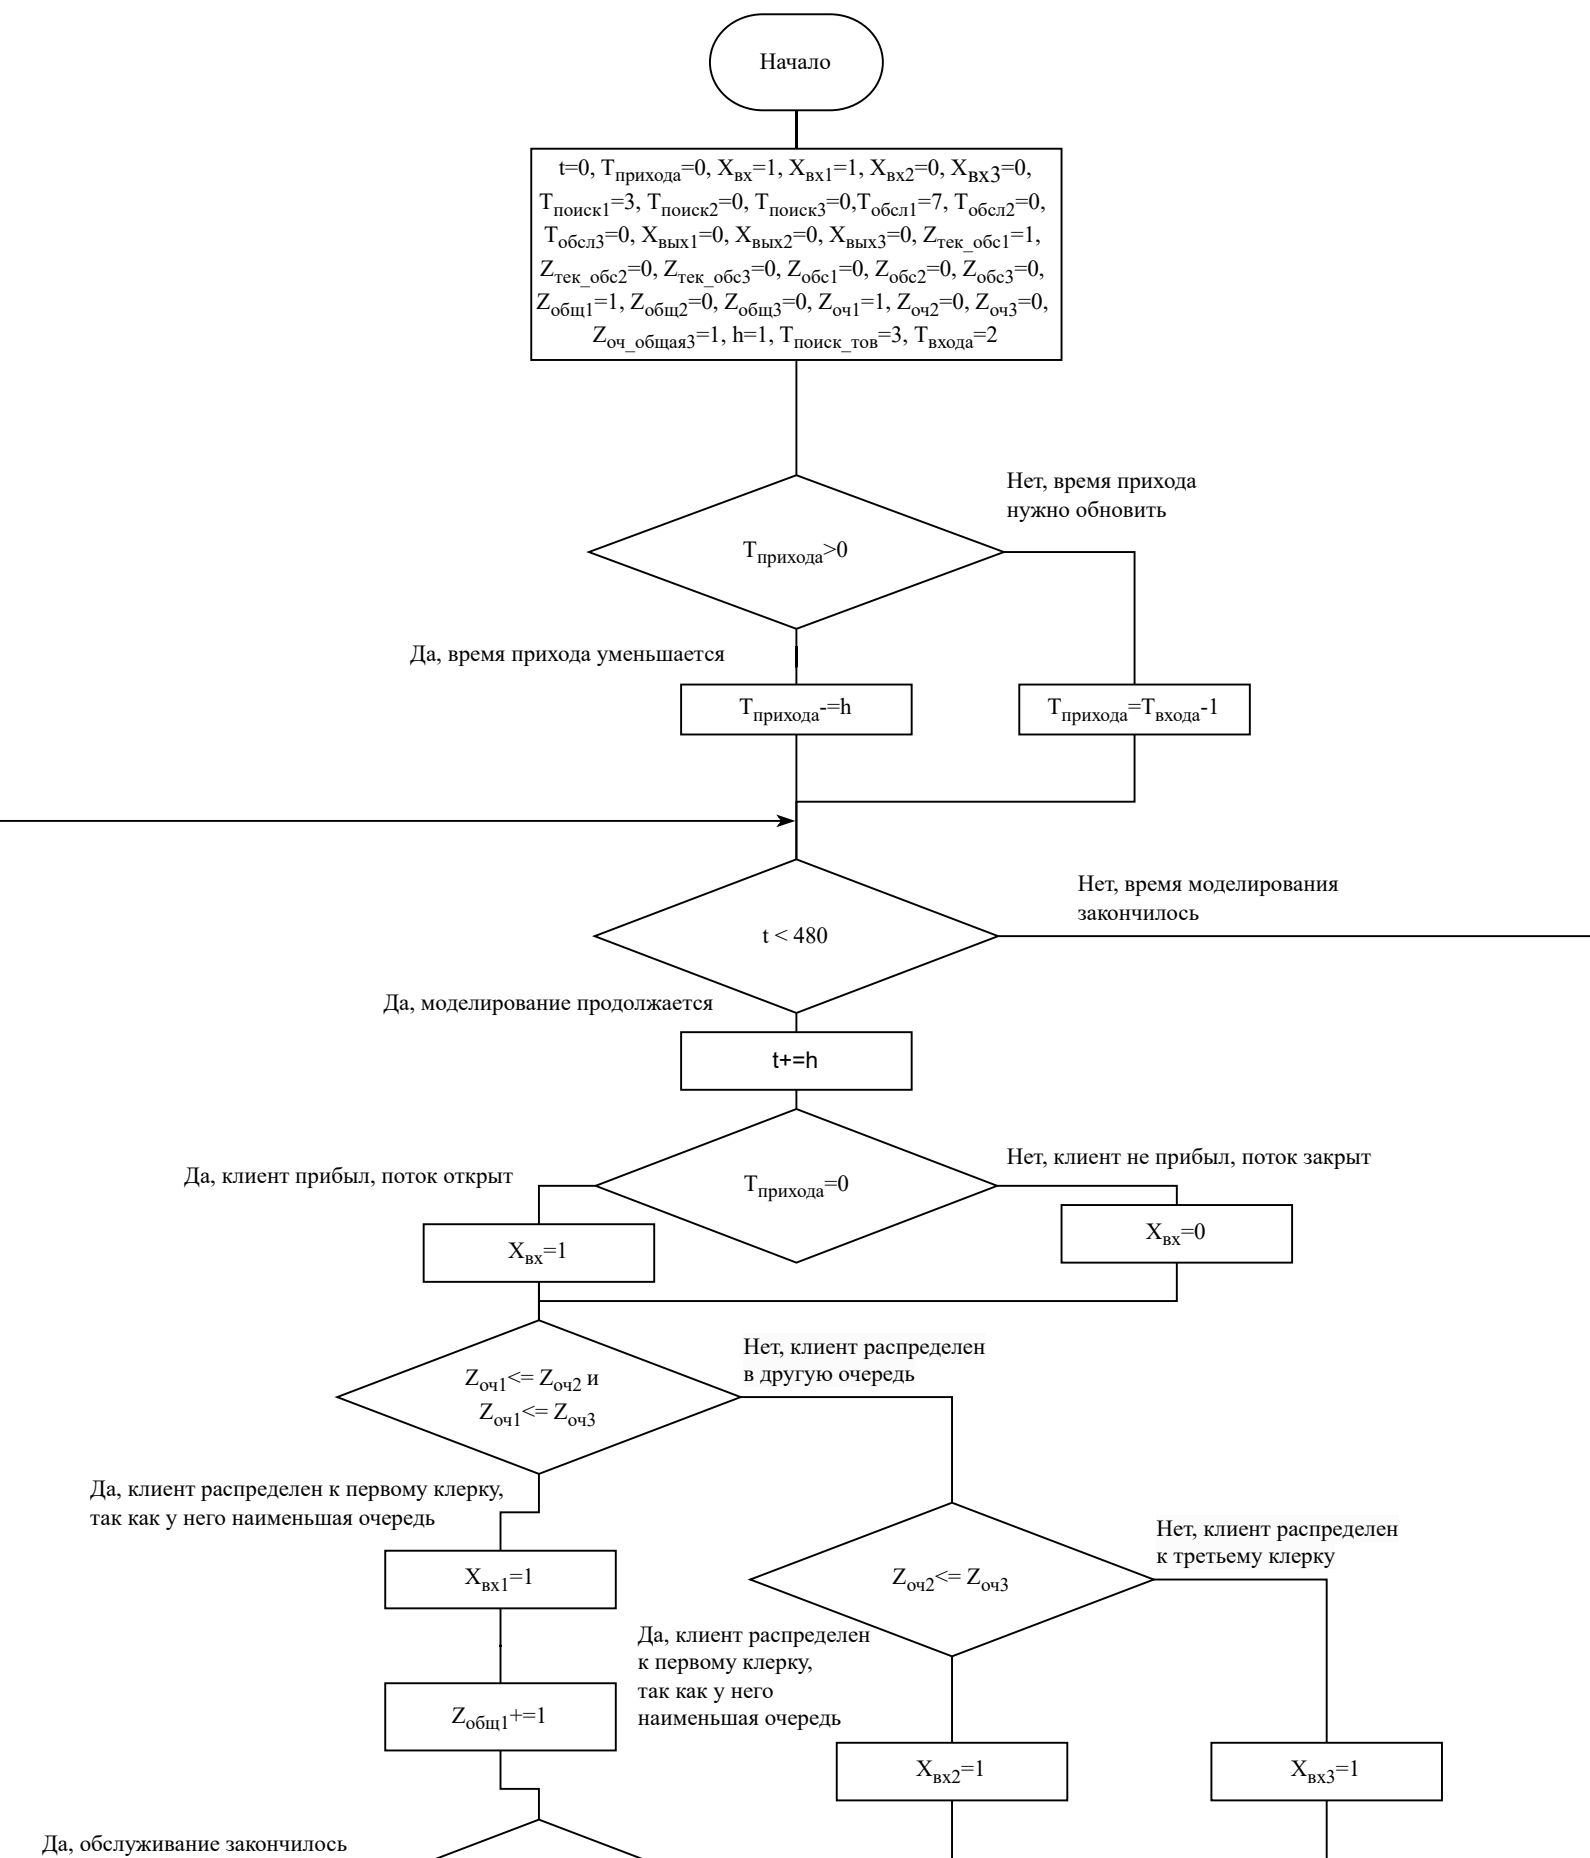 Начало
t=0, Tприхода=0, Xвх=1, Xвх1=1, Xвх2=0, Xвх3=0,
Tпоиск1=3, Tпоиск2=0, Tпоиск3=0,Tобсл1=7, Tобсл2=0,
Tобсл3=0, Xвых1=0, Xвых2=0, Xвых3=0, Zтек_обс1=1,
Zтек_обс2=0, Zтек_обс3=0, Zобс1=0, Zобс2=0, Zобс3=0,
Zобщ1=1, Zобщ2=0, Zобщ3=0, Zоч1=1, Zоч2=0, Zоч3=0,
Zоч_общая3=1, h=1, Tпоиск_тов=3, Tвхода=2
Нет, время прихода
нужно обновить
Tприхода>0
Да, время прихода уменьшается
Tприхода-=h
Tприхода=Tвхода-1
Нет, время моделирования
закончилось
t < 480
Да, моделирование продолжается
t+=h
Да, клиент прибыл, поток открыт
Tприхода=0
Нет, клиент не прибыл, поток закрыт
Xвх=1
Xвх=0
Нет, клиент распределен
в другую очередь
Zоч1<= Zоч2 и
Zоч1<= Zоч3
Да, клиент распределен к первому клерку,
так как у него наименьшая очередь
Нет, клиент распределен
к третьему клерку
Xвх1=1
Zоч2<= Zоч3
Да, клиент распределен
к первому клерку,
так как у него
наименьшая очередь
Zобщ1+=1
Xвх2=1
Xвх3=1
Да, обслуживание закончилось